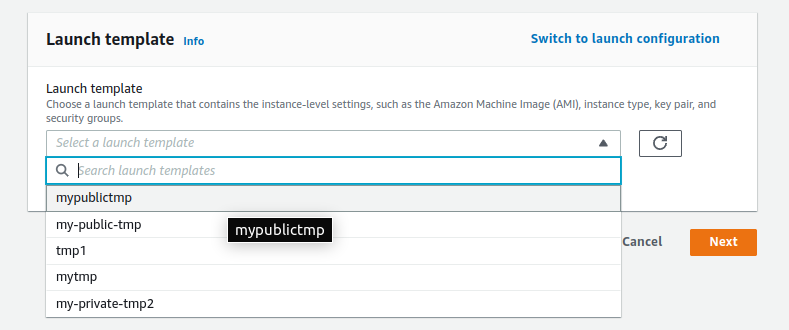 Launch template Info
Switch to launch configuration
Launch template
Choose a launch template that contains the instance-level settings, such as the Amazon Machine Image (AMI), instance type, key pair, and
security groups.
Select a launch template
Search launch templates
mypublictmp
my-public-tmp
mypublictmp
tmp1
mytmp
my-private-tmp2
Cancel
Next